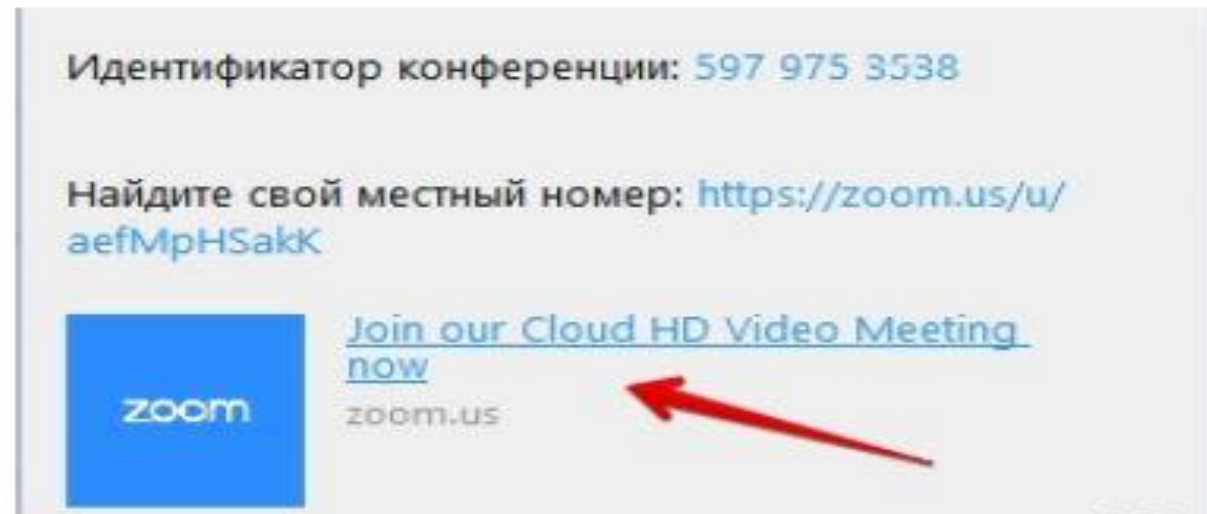 Идентификатор конференции: 597 975 3538
Найдите свой местный номер: https://zoom.us/u/
aefMpHSakK
Join our Cloud HD Video Meeting
now
zoom
zoom.us